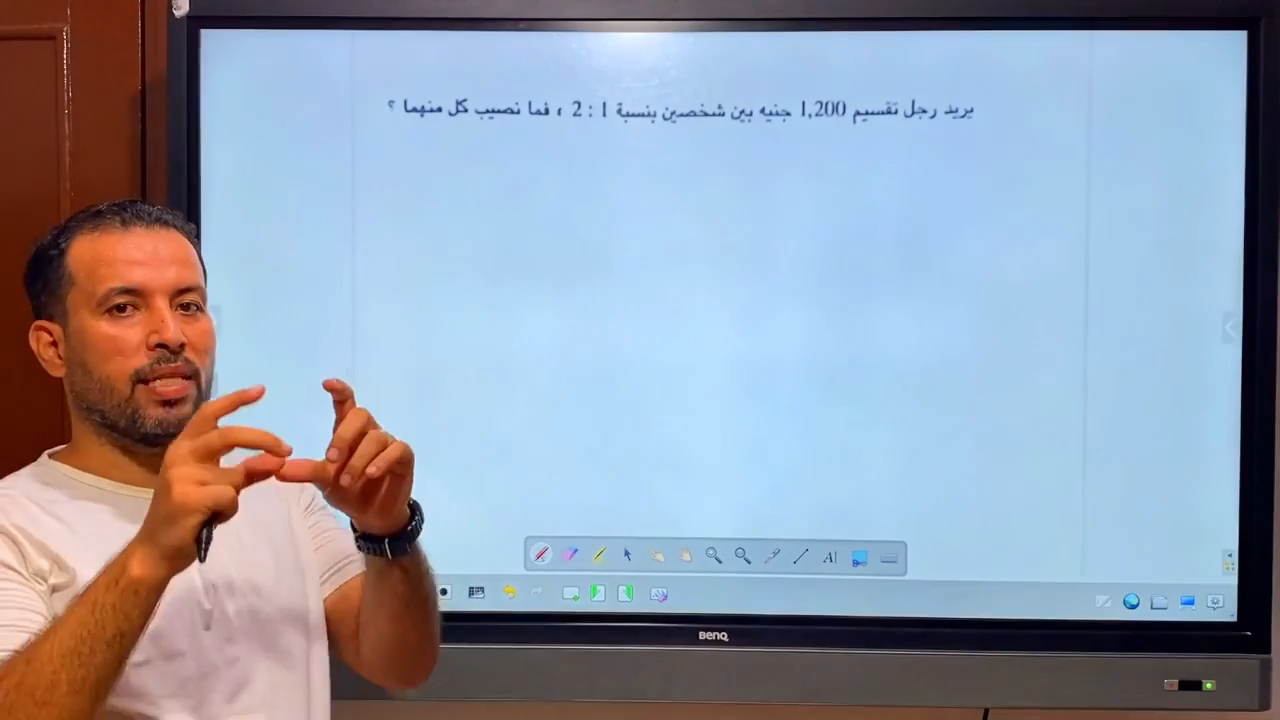 يريد رجل تقسيم 1,200 جنيه بين شخصين بنسبة 1 : 2 ، فما نصيب كل منهما ؟
A
BenQ